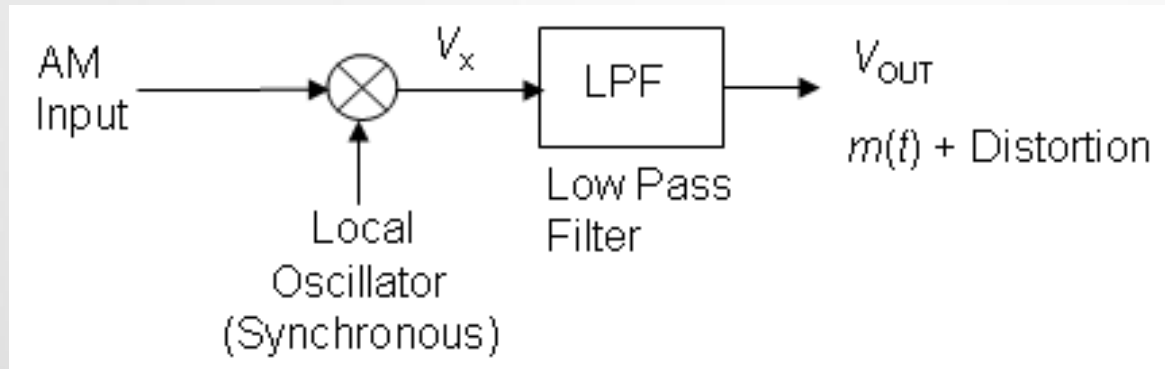 AM
Input
Vx
LPF
Low Pass
Filter
VOUT
m(t) + Distortion
Local
Oscillator
(Synchronous)